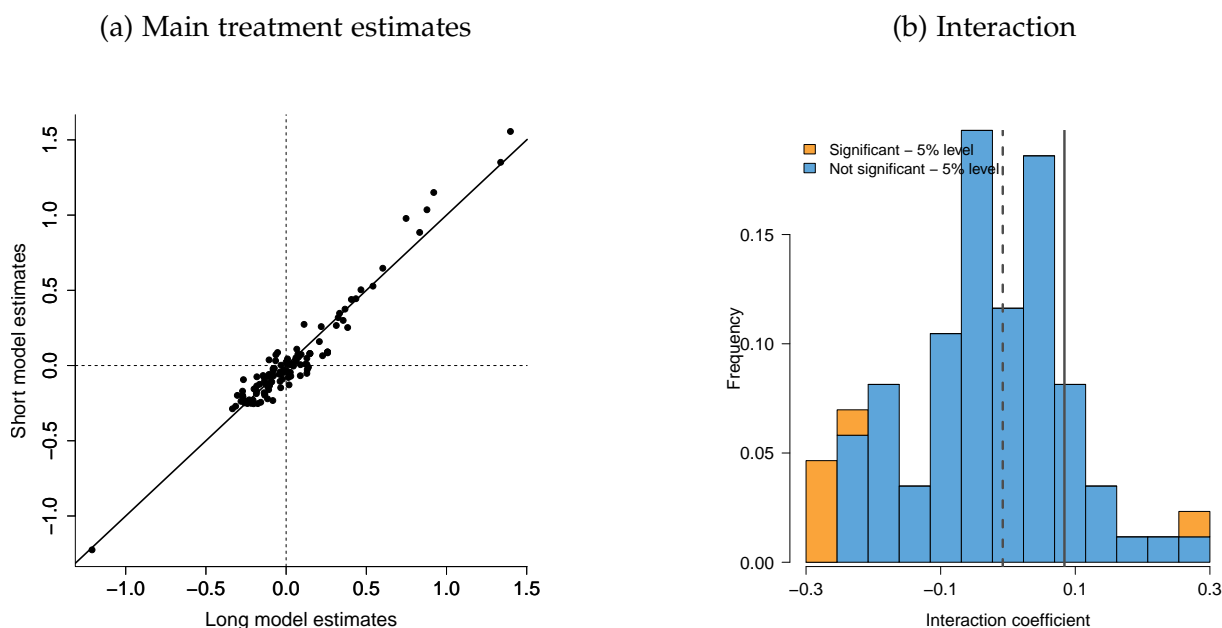 (a) Main treatment estimates
Short model estimates
1.5
1.0
0.5
0.0
−0.5
−1.0
−1.0 −0.5 0.0 0.5 1.0 1.5
Long model estimates
(b) Interaction
Significant − 5% level
Not significant − 5% level
Frequency
0.15
0.10
0.05
0.00
−0.3 −0.1 0.1 0.3
Interaction coefficient